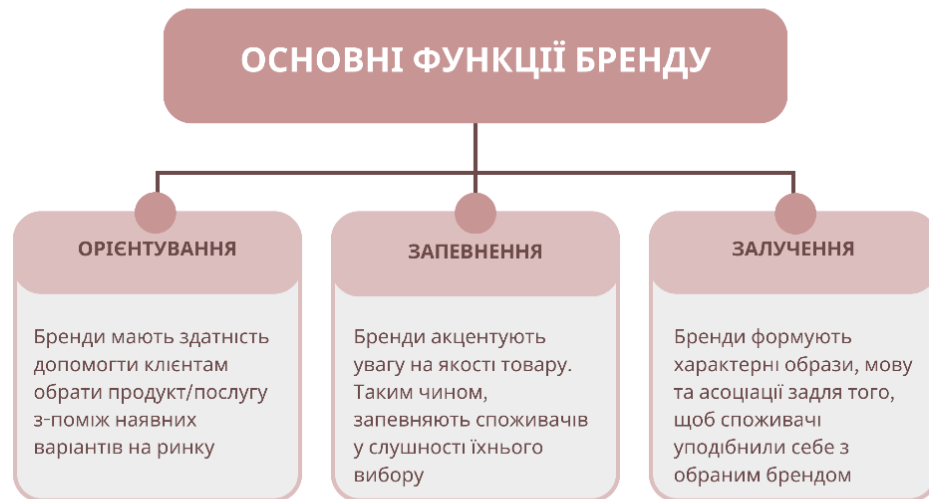 ОСНОВНІ ФУНКЦІЇ БРЕНДУ
ОРІЄНТУВАННЯ
Бренди мають здатність
допомогти клієнтам
обрати продукт/послугу
з-поміж наявних
варіантів на ринку
ЗАПЕВНЕННЯ
Бренди акцентують
увагу на якості товару.
Таким чином,
запевняють споживачів
у слушності їхнього
вибору
ЗАЛУЧЕННЯ
Бренди формують
характерні образи, мову
та асоціації задля того,
щоб споживачі
уподібнили себе з
обраним брендом